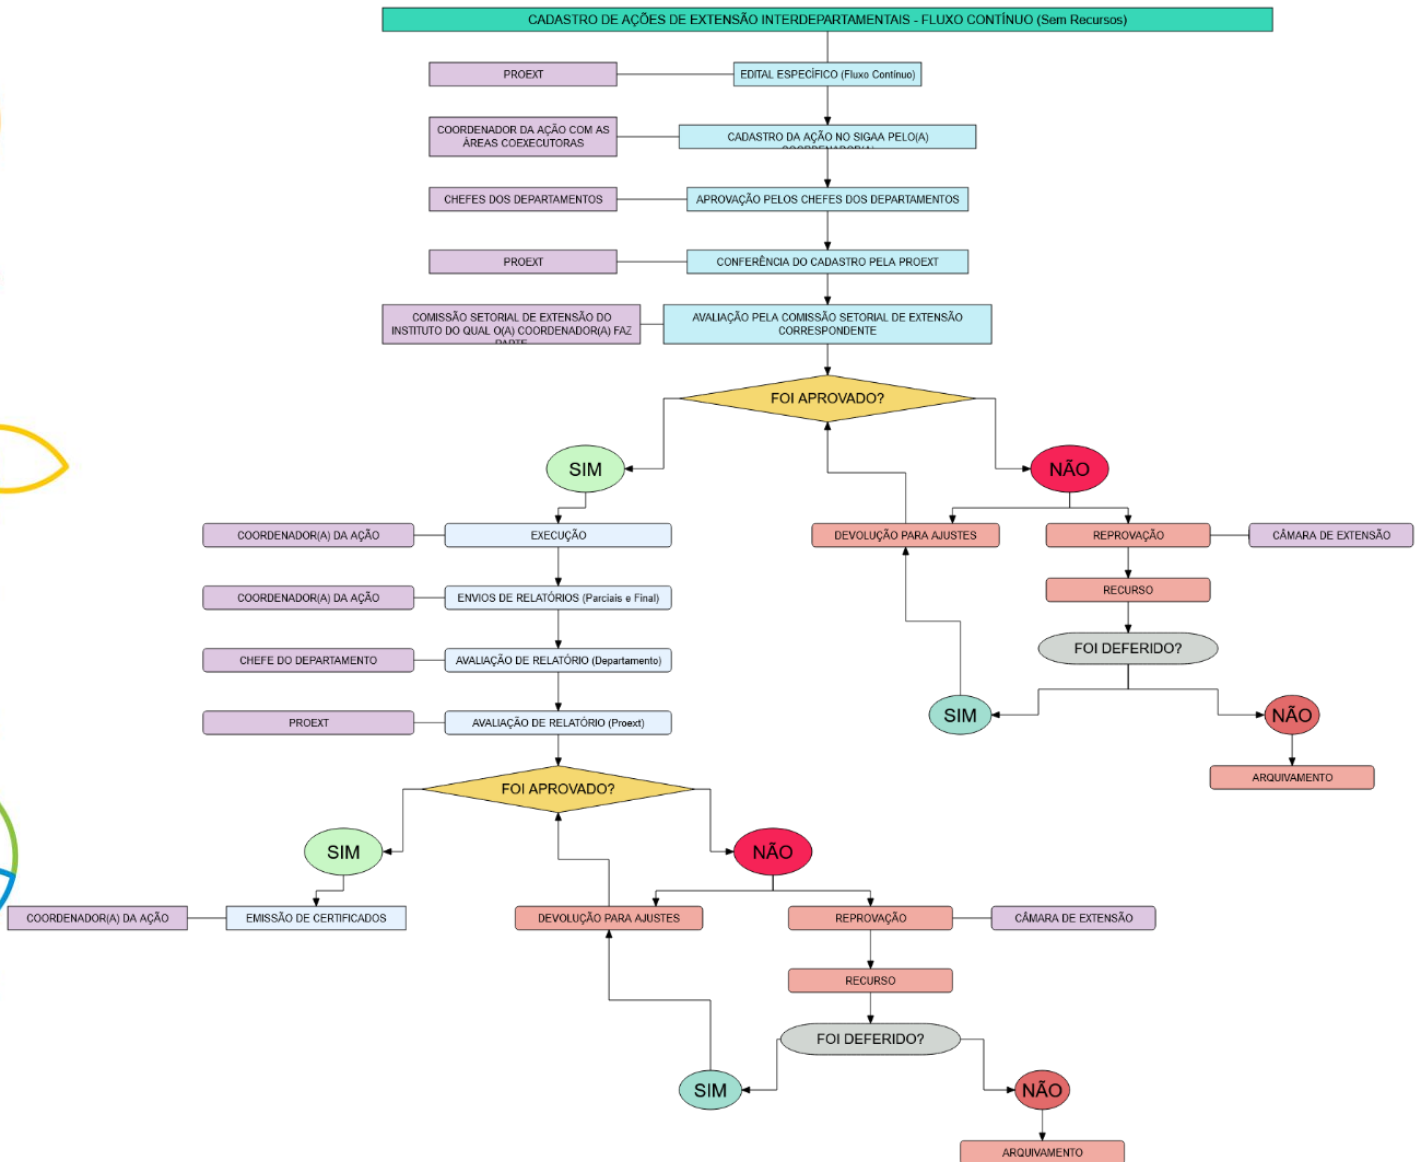 CADASTRO DE AÇÕES DE EXTENSÃO INTERDEPARTAMENTAIS - FLUXO CONTÍNUO (Sem Recursos)
PROEXT
EDITAL ESPECÍFICO (Fluxo Contínuo)
COORDENADOR DA AÇÃO COM AS
ÁREAS COEXECUTORAS
CADASTRO DA AÇÃO NO SIGAA PELO(A)
COORDENADOR(A)
CHEFES DOS DEPARTAMENTOS
APROVAÇÃO PELOS CHEFES DOS DEPARTAMENTOS
PROEXT
CONFERÊNCIA DO CADASTRO PELA PROEXT
COMISSÃO SETORIAL DE EXTENSÃO DO
INSTITUTO DO QUAL O(A) COORDENADOR(A) FAZ
PARTE
AVALIAÇÃO PELA COMISSÃO SETORIAL DE EXTENSÃO
CORRESPONDENTE
FOI APROVADO?
SIM
NÃO
COORDENADOR(A) DA AÇÃO
EXECUÇÃO
DEVOLUÇÃO PARA AJUSTES
REPROVAÇÃO
CÂMARA DE EXTENSÃO
COORDENADOR(A) DA AÇÃO
ENVIOS DE RELATÓRIOS (Parciais e Final)
RECURSO
CHEFE DO DEPARTAMENTO
AVALIAÇÃO DE RELATÓRIO (Departamento)
FOI DEFERIDO?
PROEXT
AVALIAÇÃO DE RELATÓRIO (Proext)
SIM
NÃO
ARQUIVAMENTO
FOI APROVADO?
SIM
NÃO
COORDENADOR(A) DA AÇÃO
EMISSÃO DE CERTIFICADOS
DEVOLUÇÃO PARA AJUSTES
REPROVAÇÃO
CÂMARA DE EXTENSÃO
RECURSO
FOI DEFERIDO?
SIM
NÃO
ARQUIVAMENTO